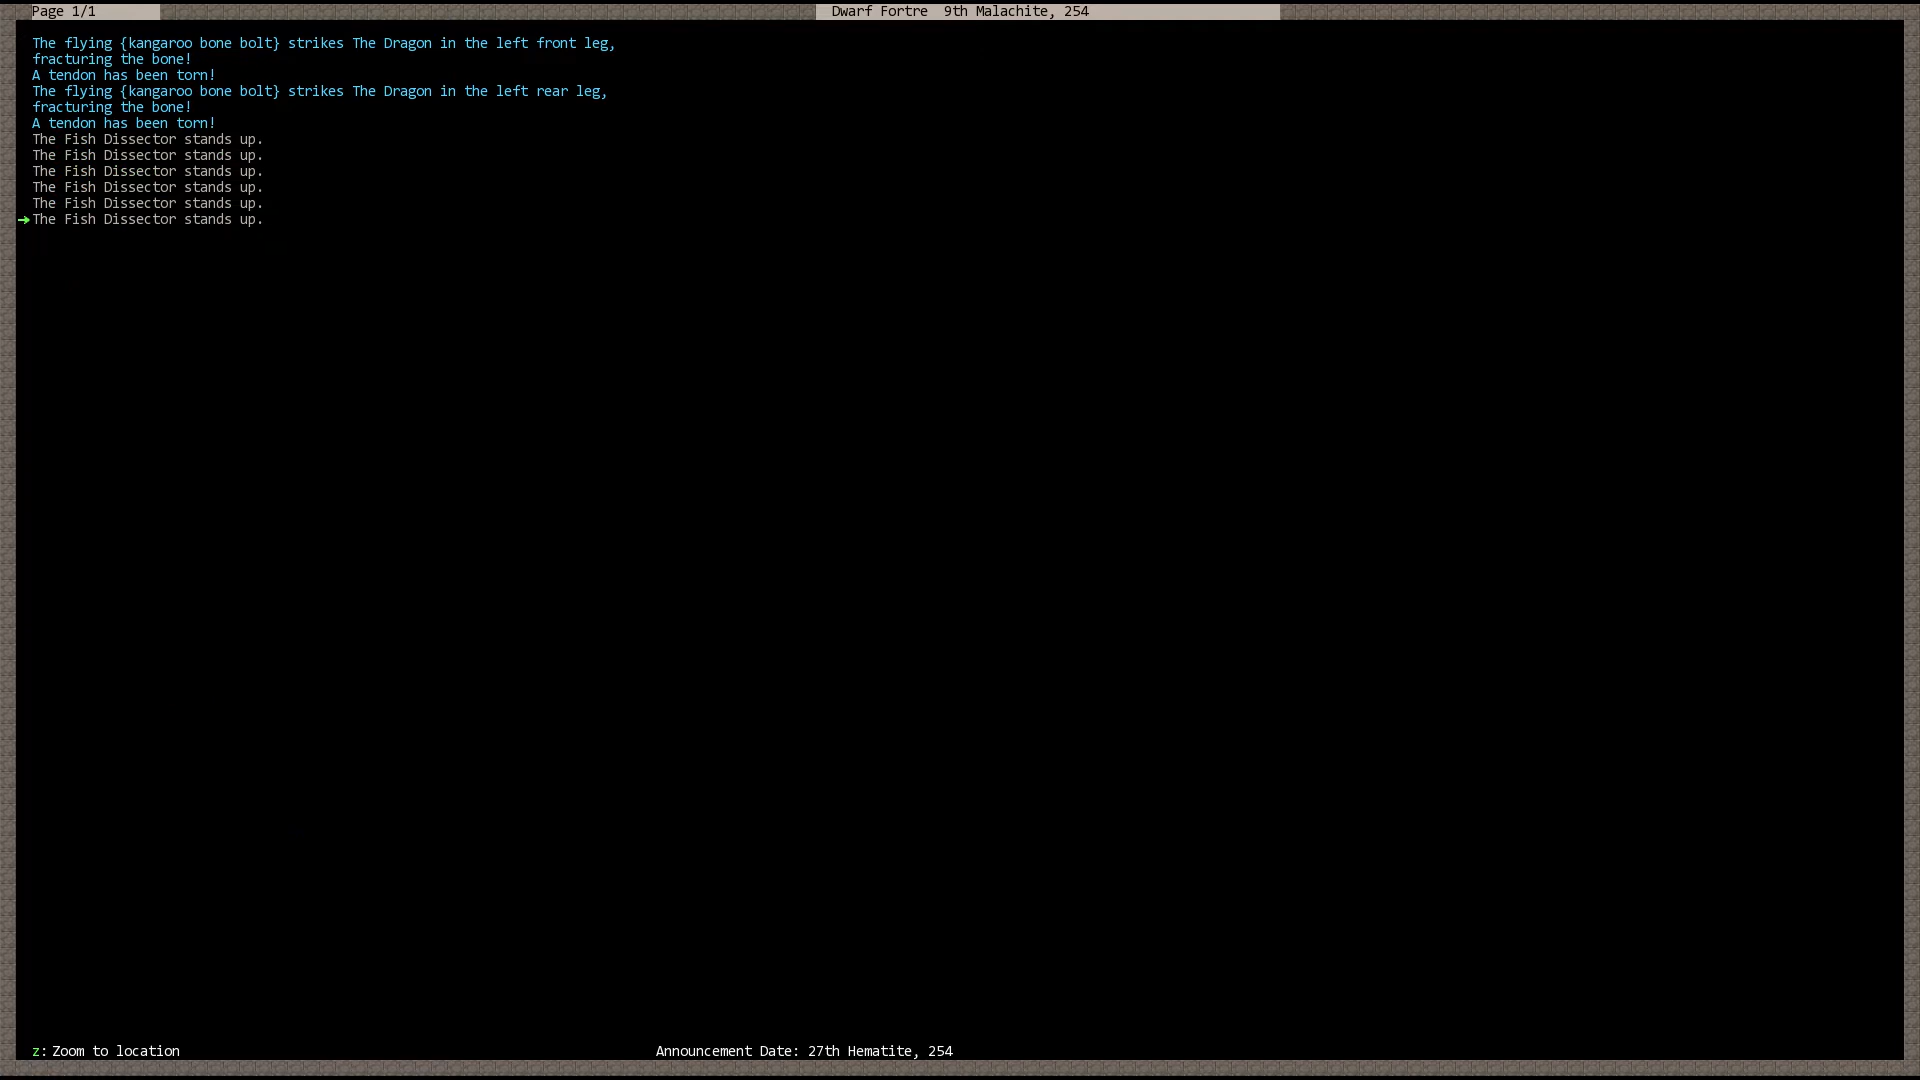 Page 1/1
Dwarf Fortre  9th Malachite, 254
The flying {kangaroo bone bolt} strikes The Dragon in the left front leg,
fracturing the bone!
A tendon has been torn!
The flying {kangaroo bone bolt} strikes The Dragon in the left rear leg,
fracturing the bone!
A tendon has been torn!
The Fish Dissector stands up.
The Fish Dissector stands up.
The Fish Dissector stands up.
The Fish Dissector stands up.
The Fish Dissector stands up.
The Fish Dissector stands up.
z: Zoom to location
Announcement Date: 27th Hematite, 254